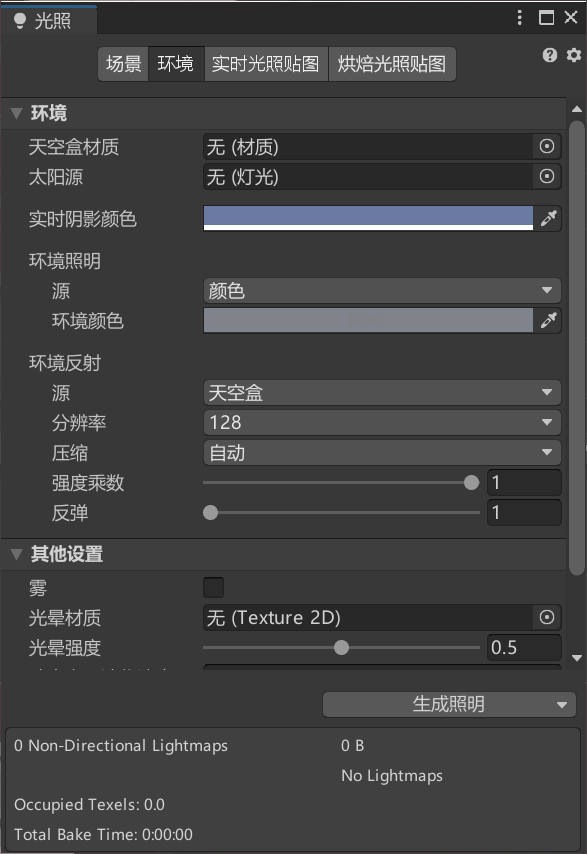 光照
场景 环境 实时光照贴图 烘焙光照贴图
环境
天空盒材质 无 (材质)
太阳源 无 (灯光)
实时阴影颜色
环境照明
源 颜色
环境颜色
环境反射
源 天空盒
分辨率 128
压缩 自动
强度乘数 1
反弹 1
其他设置
雾
光晕材质 无 (Texture 2D)
光晕强度 0.5
生成照明
0 Non-Directional Lightmaps 0 B
No Lightmaps
Occupied Texels: 0.0
Total Bake Time: 0:00:00